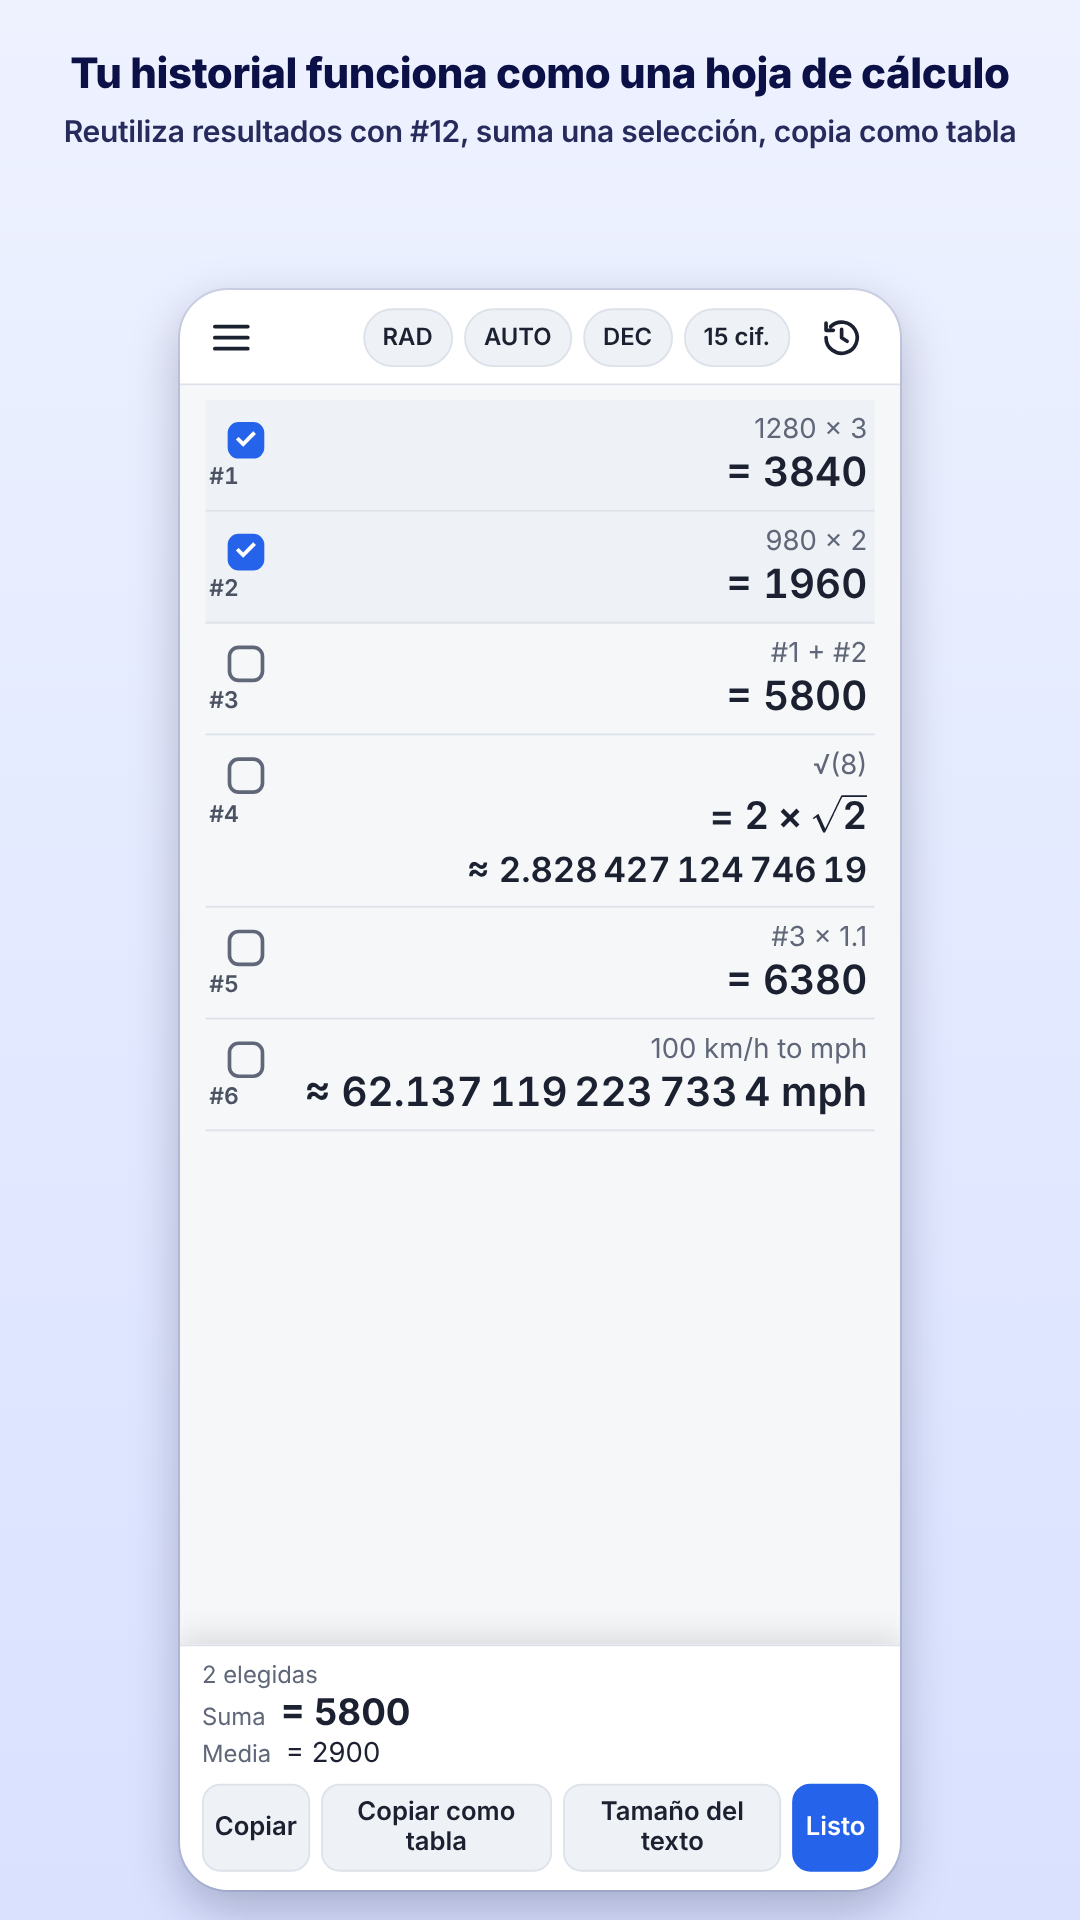 Tu historial funciona como una hoja de cálculo
Reutiliza resultados con #12, suma una selección, copia como tabla
RAD AUTO DEC 15 cif.
1280 × 3
#1 = 3840
980 × 2
#2 = 1960
#1 + #2
#3 = 5800
√(8)
#4 = 2 × √2
≈ 2.828 427 124 746 19
#3 × 1.1
#5 = 6380
100 km/h to mph
#6 ≈ 62.137 119 223 733 4 mph
2 elegidas
Suma = 5800
Media = 2900
Copiar
Copiar como
tabla
Tamaño del
texto
Listo